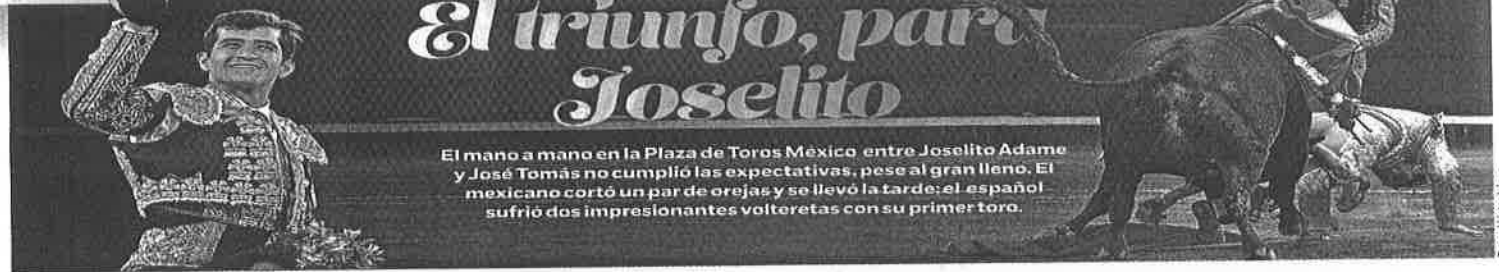 El triunfo, para
Joselito
El mano a mano en la Plaza de Toros México entre Joselito Adame
y José Tomás no cumplió las expectativas, pese al gran lleno. El
mexicano cortó un par de orejas y se llevó la tarde; el español
sufrió dos impresionantes volteretas con su primer toro.